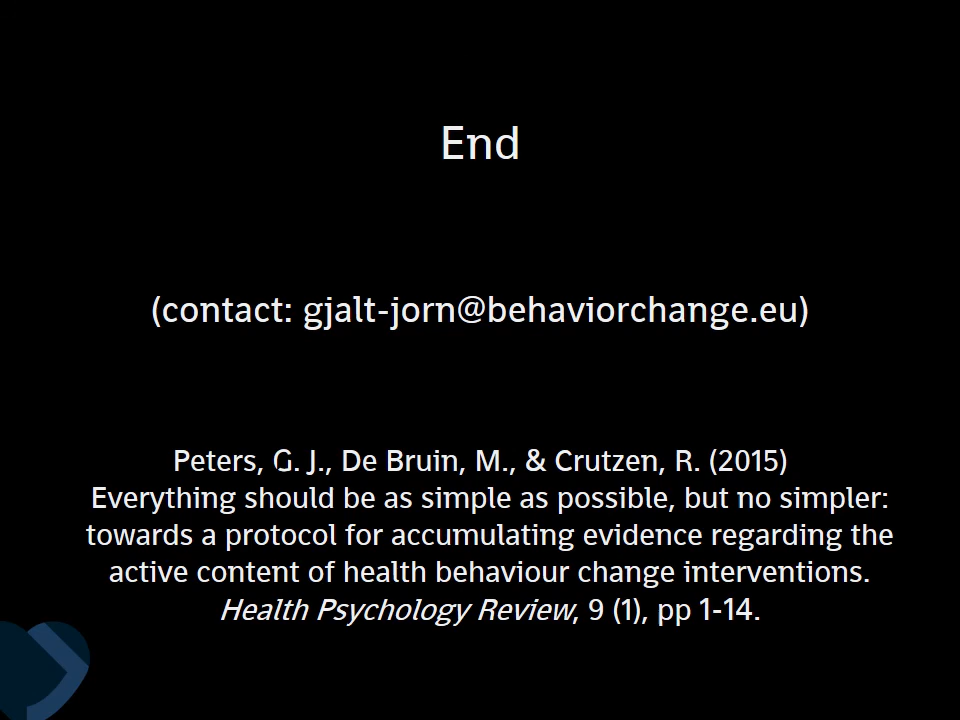 End
(contact: gjalt-jorn@behaviorchange.eu)
Peters, G. J., De Bruin, M., & Crutzen, R. (2015)
Everything should be as simple as possible, but no simpler:
towards a protocol for accumulating evidence regarding the
active content of health behaviour change interventions.
Health Psychology Review, 9 (1), pp 1-14.